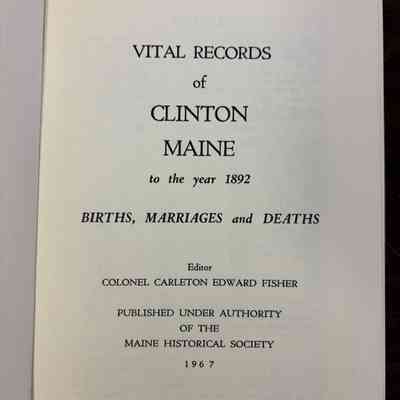 VITAL RECORDS
of
CLINTON
MAINE
to the year 1892
BIRTHS, MARRIAGES and DEATHS
Editor
COLONEL CARLETON EDWARD FISHER
PUBLISHED UNDER AUTHORITY
OF THE
MAINE HISTORICAL SOCIETY
1967